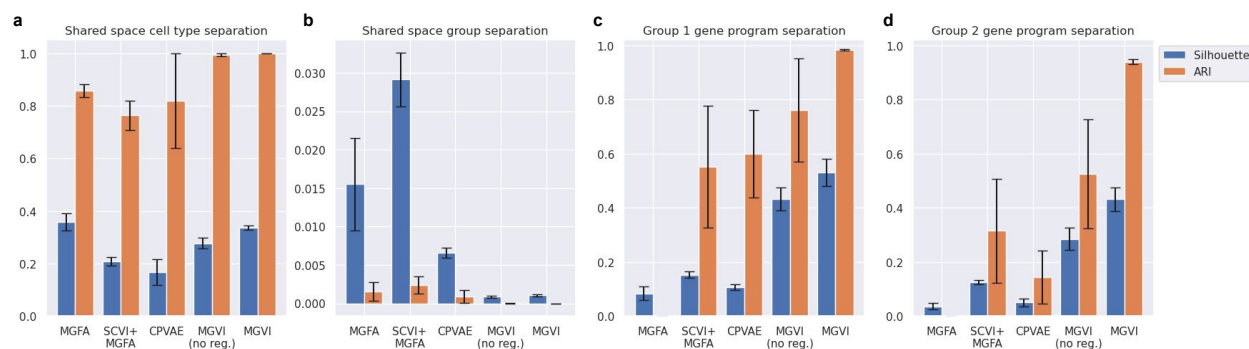 a
Shared space cell type separation
1.0
0.8
0.6
0.4
0.2
0.0
MGFA
SCVI+
MGFA
CPVAE
MGVI
(no reg.)
MGVI
b
Shared space group separation
0.030
0.025
0.020
0.015
0.010
0.005
0.000
MGFA
SCVI+
MGFA
CPVAE
MGVI
(no reg.)
MGVI
c
Group 1 gene program separation
1.0
0.8
0.6
0.4
0.2
0.0
MGFA
SCVI+
MGFA
CPVAE
MGVI
(no reg.)
MGVI
d
Group 2 gene program separation
1.0
0.8
0.6
0.4
0.2
0.0
MGFA
SCVI+
MGFA
CPVAE
MGVI
(no reg.)
MGVI
Silhouette
ARI